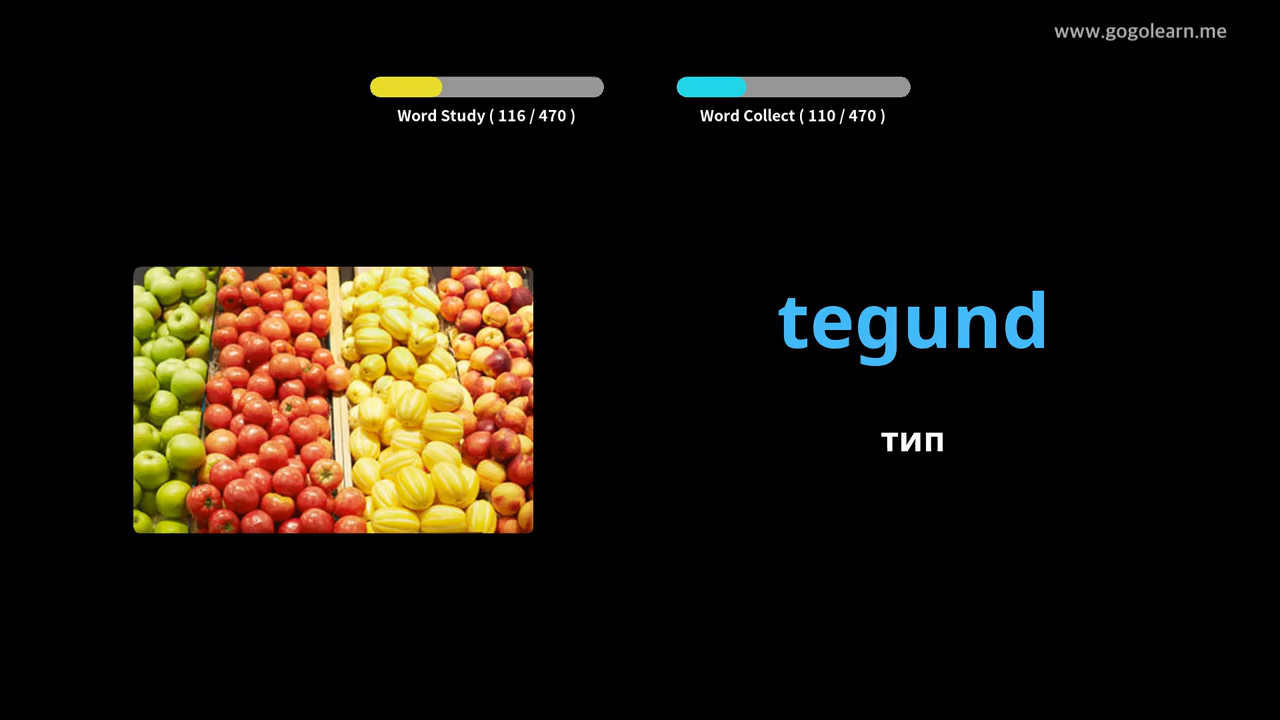 www.gogolearn.me
Word Study ( 116 / 470 )
Word Collect ( 110 / 470 )
tegund
тип